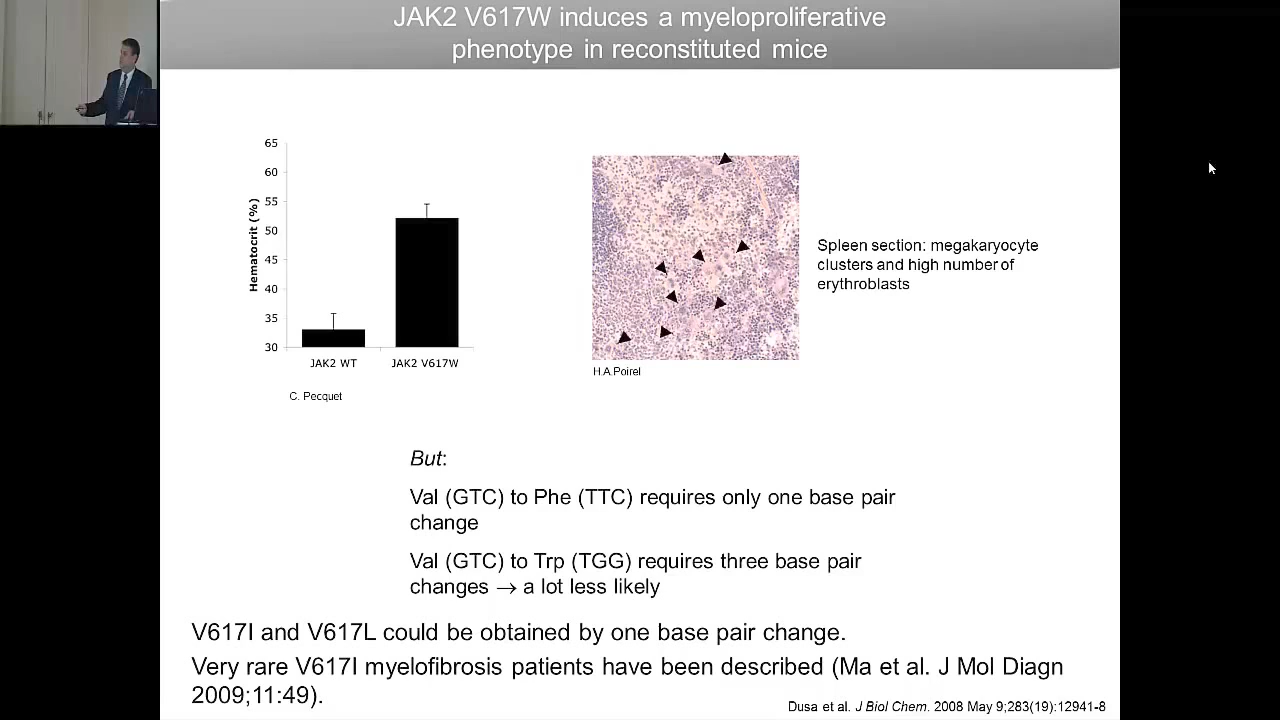 JAK2 V617W induces a myeloproliferative
phenotype in reconstituted mice
65
60
55
50
45
40
35
30
Hematocrit (%)
JAK2 WT
JAK2 V617W
C. Pecquet
H.A.Poirel
Spleen section: megakaryocyte
clusters and high number of
erythroblasts
But:
Val (GTC) to Phe (TTC) requires only one base pair
change
Val (GTC) to Trp (TGG) requires three base pair
changes → a lot less likely
V617I and V617L could be obtained by one base pair change.
Very rare V617I myelofibrosis patients have been described (Ma et al. J Mol Diagn
2009;11:49).
Dusa et al. J Biol Chem. 2008 May 9;283(19):12941-8